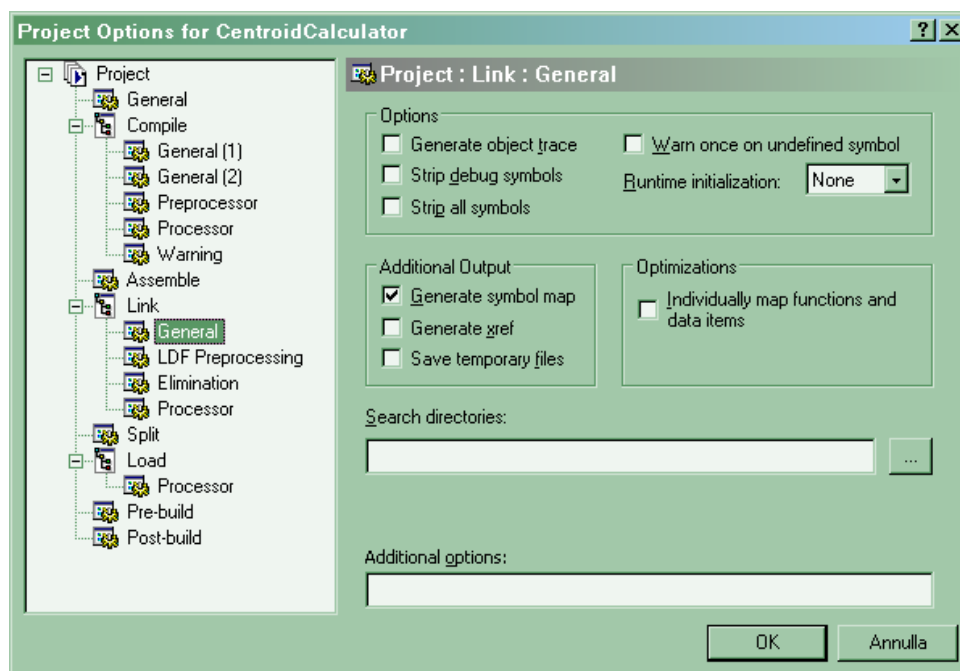 Project Options for CentroidCalculator
Project
General
Compile
General (1)
General (2)
Preprocessor
Processor
Warning
Assemble
Link
General
LDF Preprocessing
Elimination
Processor
Split
Load
Processor
Pre-build
Post-build
Project : Link : General
Options
Generate object trace
Warn once on undefined symbol
Strip debug symbols
Runtime initialization: None
Strip all symbols
Additional Output
Generate symbol map
Generate xref
Save temporary files
Optimizations
Individually map functions and
data items
Search directories:
...
Additional options:
OK
Annulla